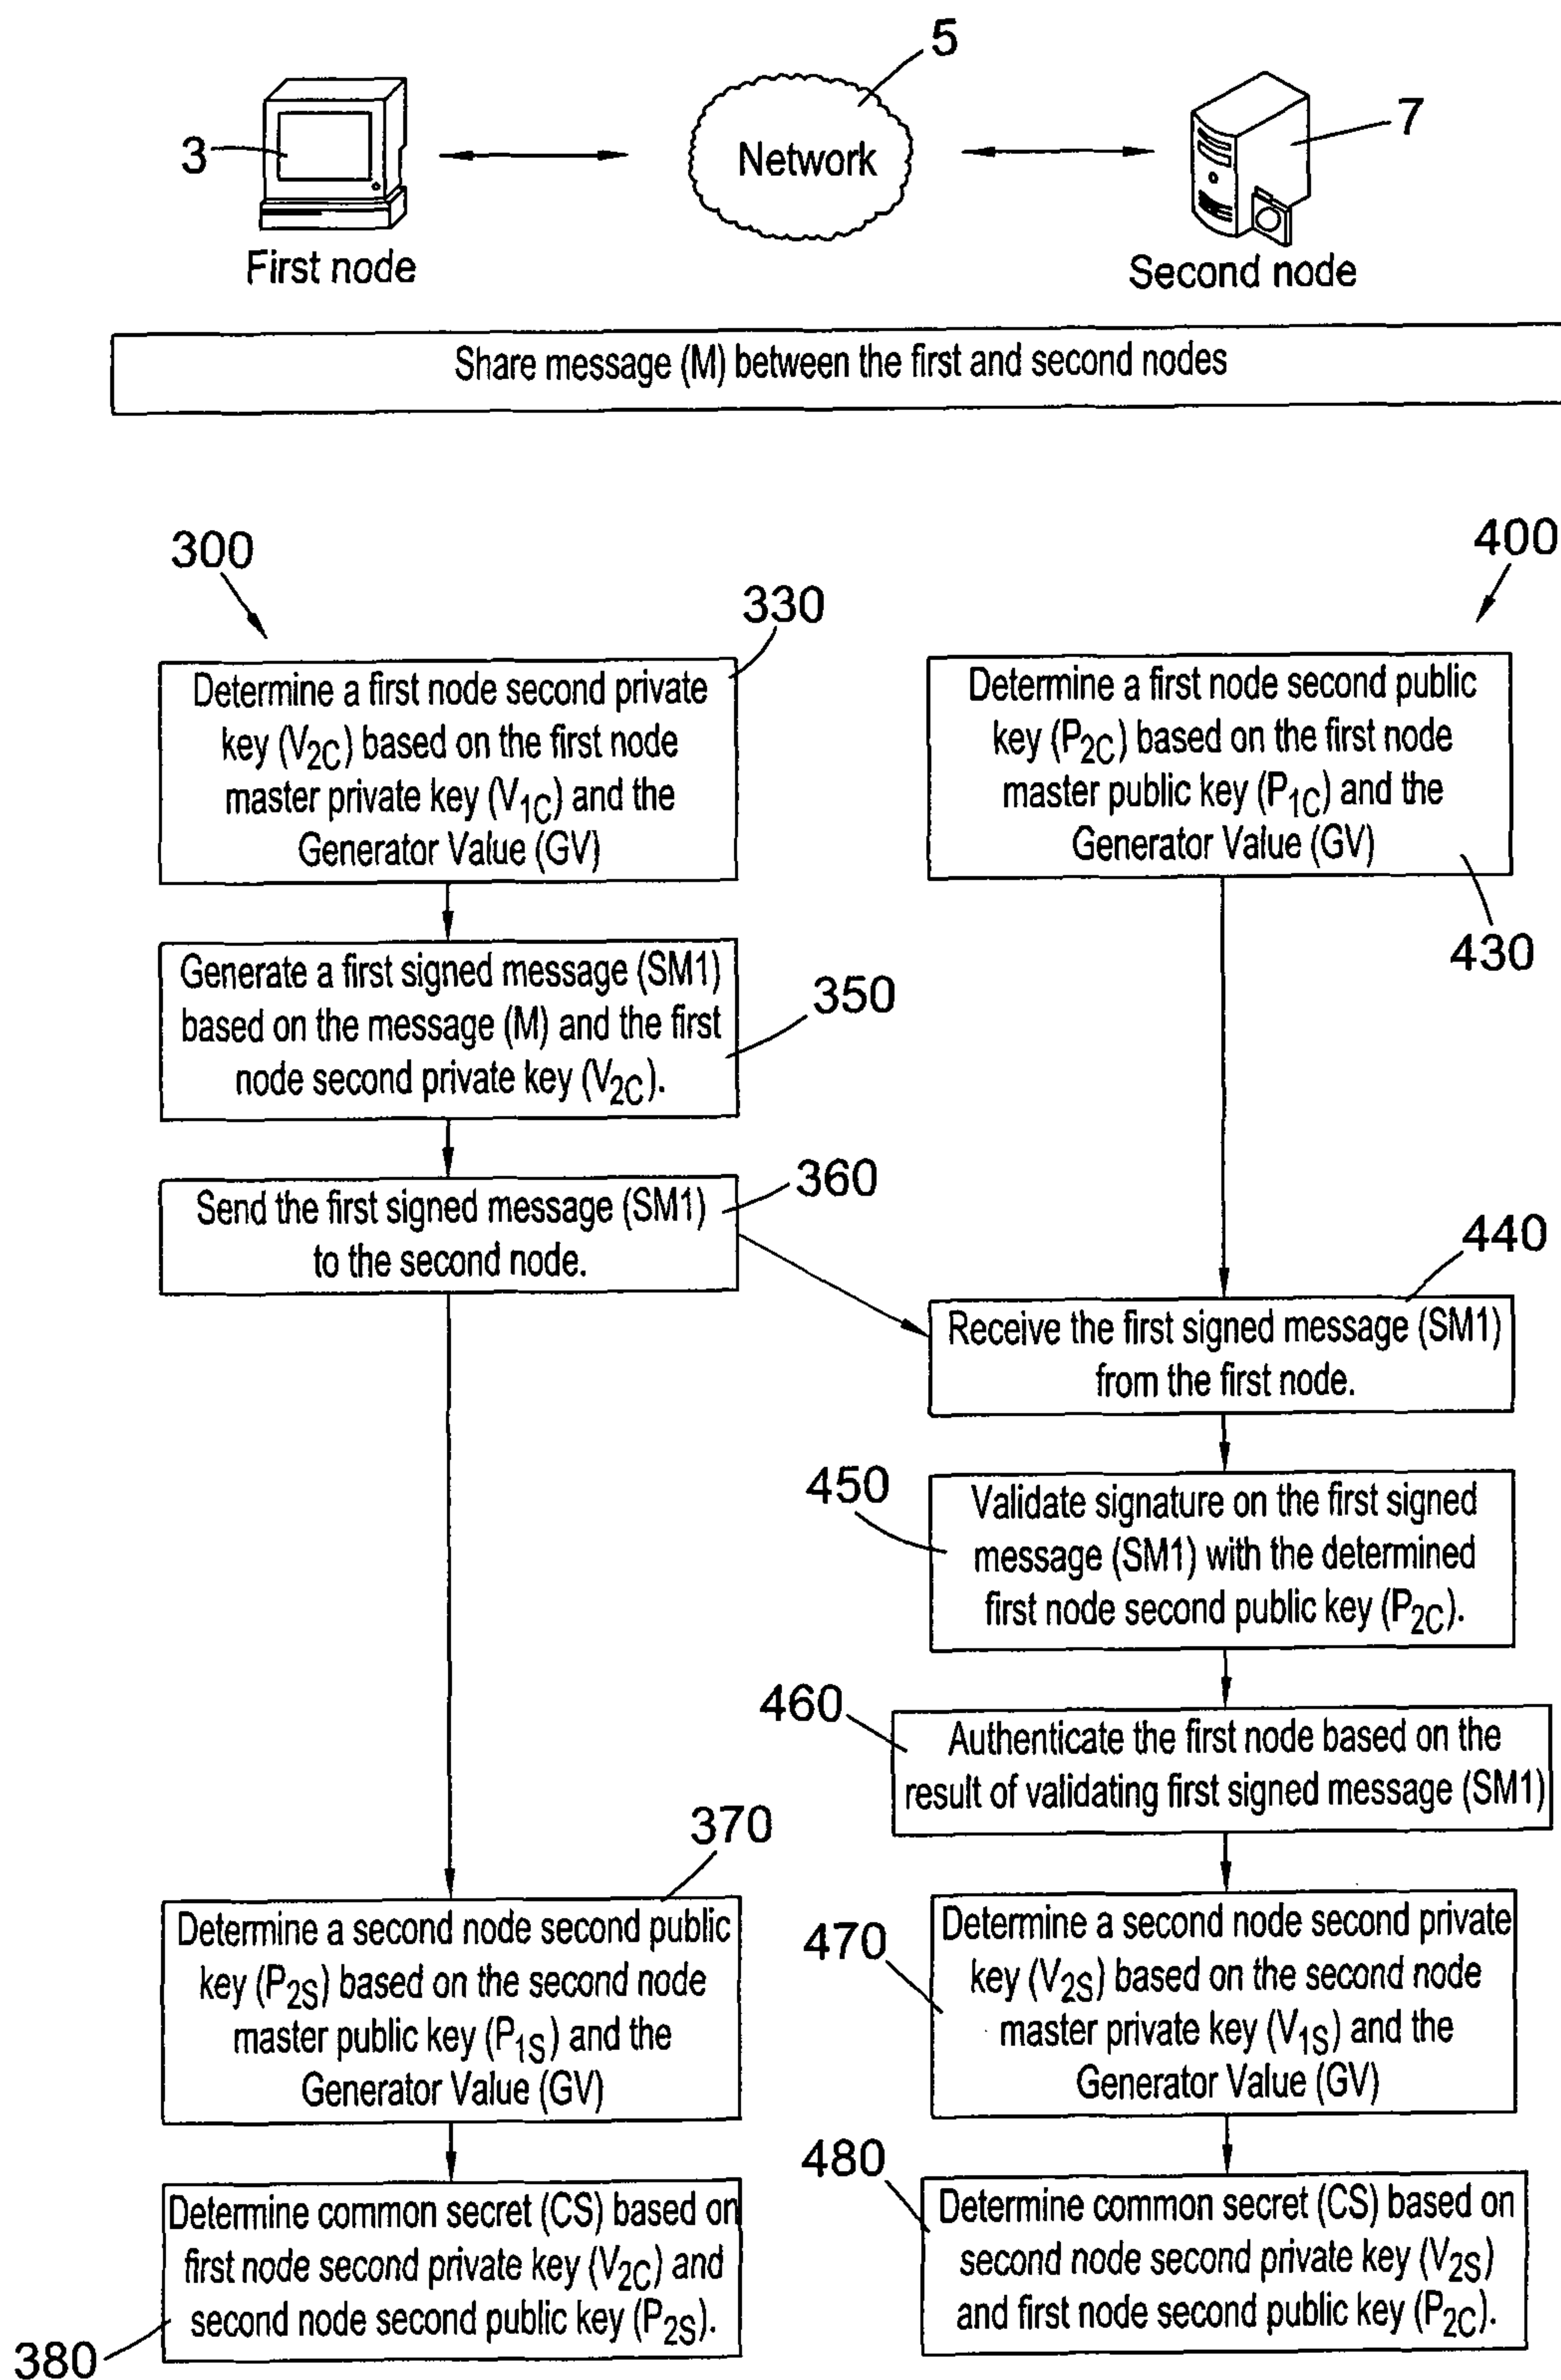 5
3
Network
7
First node
Second node
Share message (M) between the first and second nodes
300
400
330
Determine a first node second private
key (V2C) based on the first node
master private key (V1C) and the
Generator Value (GV)
Determine a first node second public
key (P2C) based on the first node
master public key (P1C) and the
Generator Value (GV)
430
Generate a first signed message (SM1)
based on the message (M) and the first
node second private key (V2C).
350
Send the first signed message (SM1)
to the second node.
360
440
Receive the first signed message (SM1)
from the first node.
450
Validate signature on the first signed
message (SM1) with the determined
first node second public key (P2C).
460
Authenticate the first node based on the
result of validating first signed message (SM1)
370
Determine a second node second public
key (P2S) based on the second node
master public key (P1S) and the
Generator Value (GV)
470
Determine a second node second private
key (V2S) based on the second node
master private key (V1S) and the
Generator Value (GV)
Determine common secret (CS) based on
first node second private key (V2C) and
second node second public key (P2S).
380
480
Determine common secret (CS) based on
second node second private key (V2S)
and first node second public key (P2C).